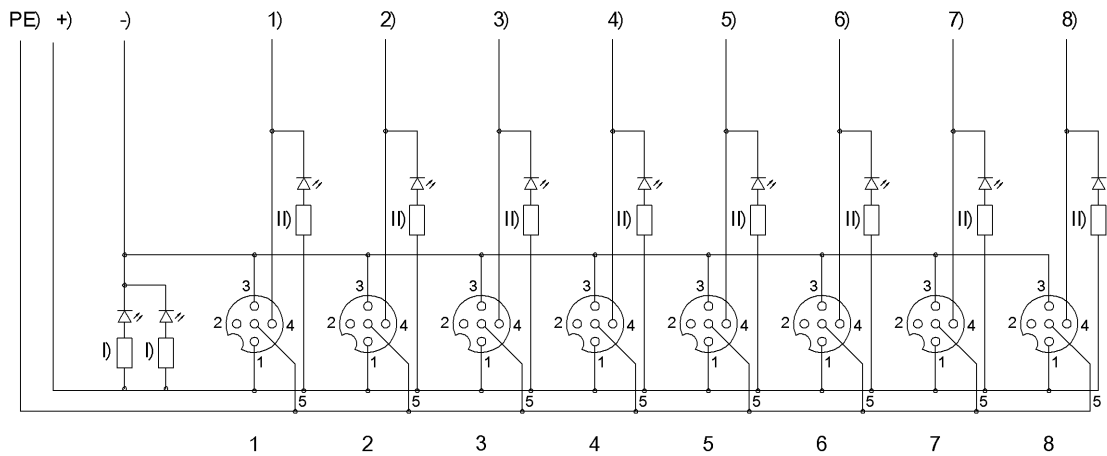 PE) +) -) 1) 2) 3) 4) 5) 6) 7) 8)
II) II) II) II) II) II) II) II)
3 3 3 3 3 3 3 3
2 4 2 4 2 4 2 4 2 4 2 4 2 4 2 4
I) I)
1 1 1 1 1 1 1 1
5 5 5 5 5 5 5 5
1 2 3 4 5 6 7 8